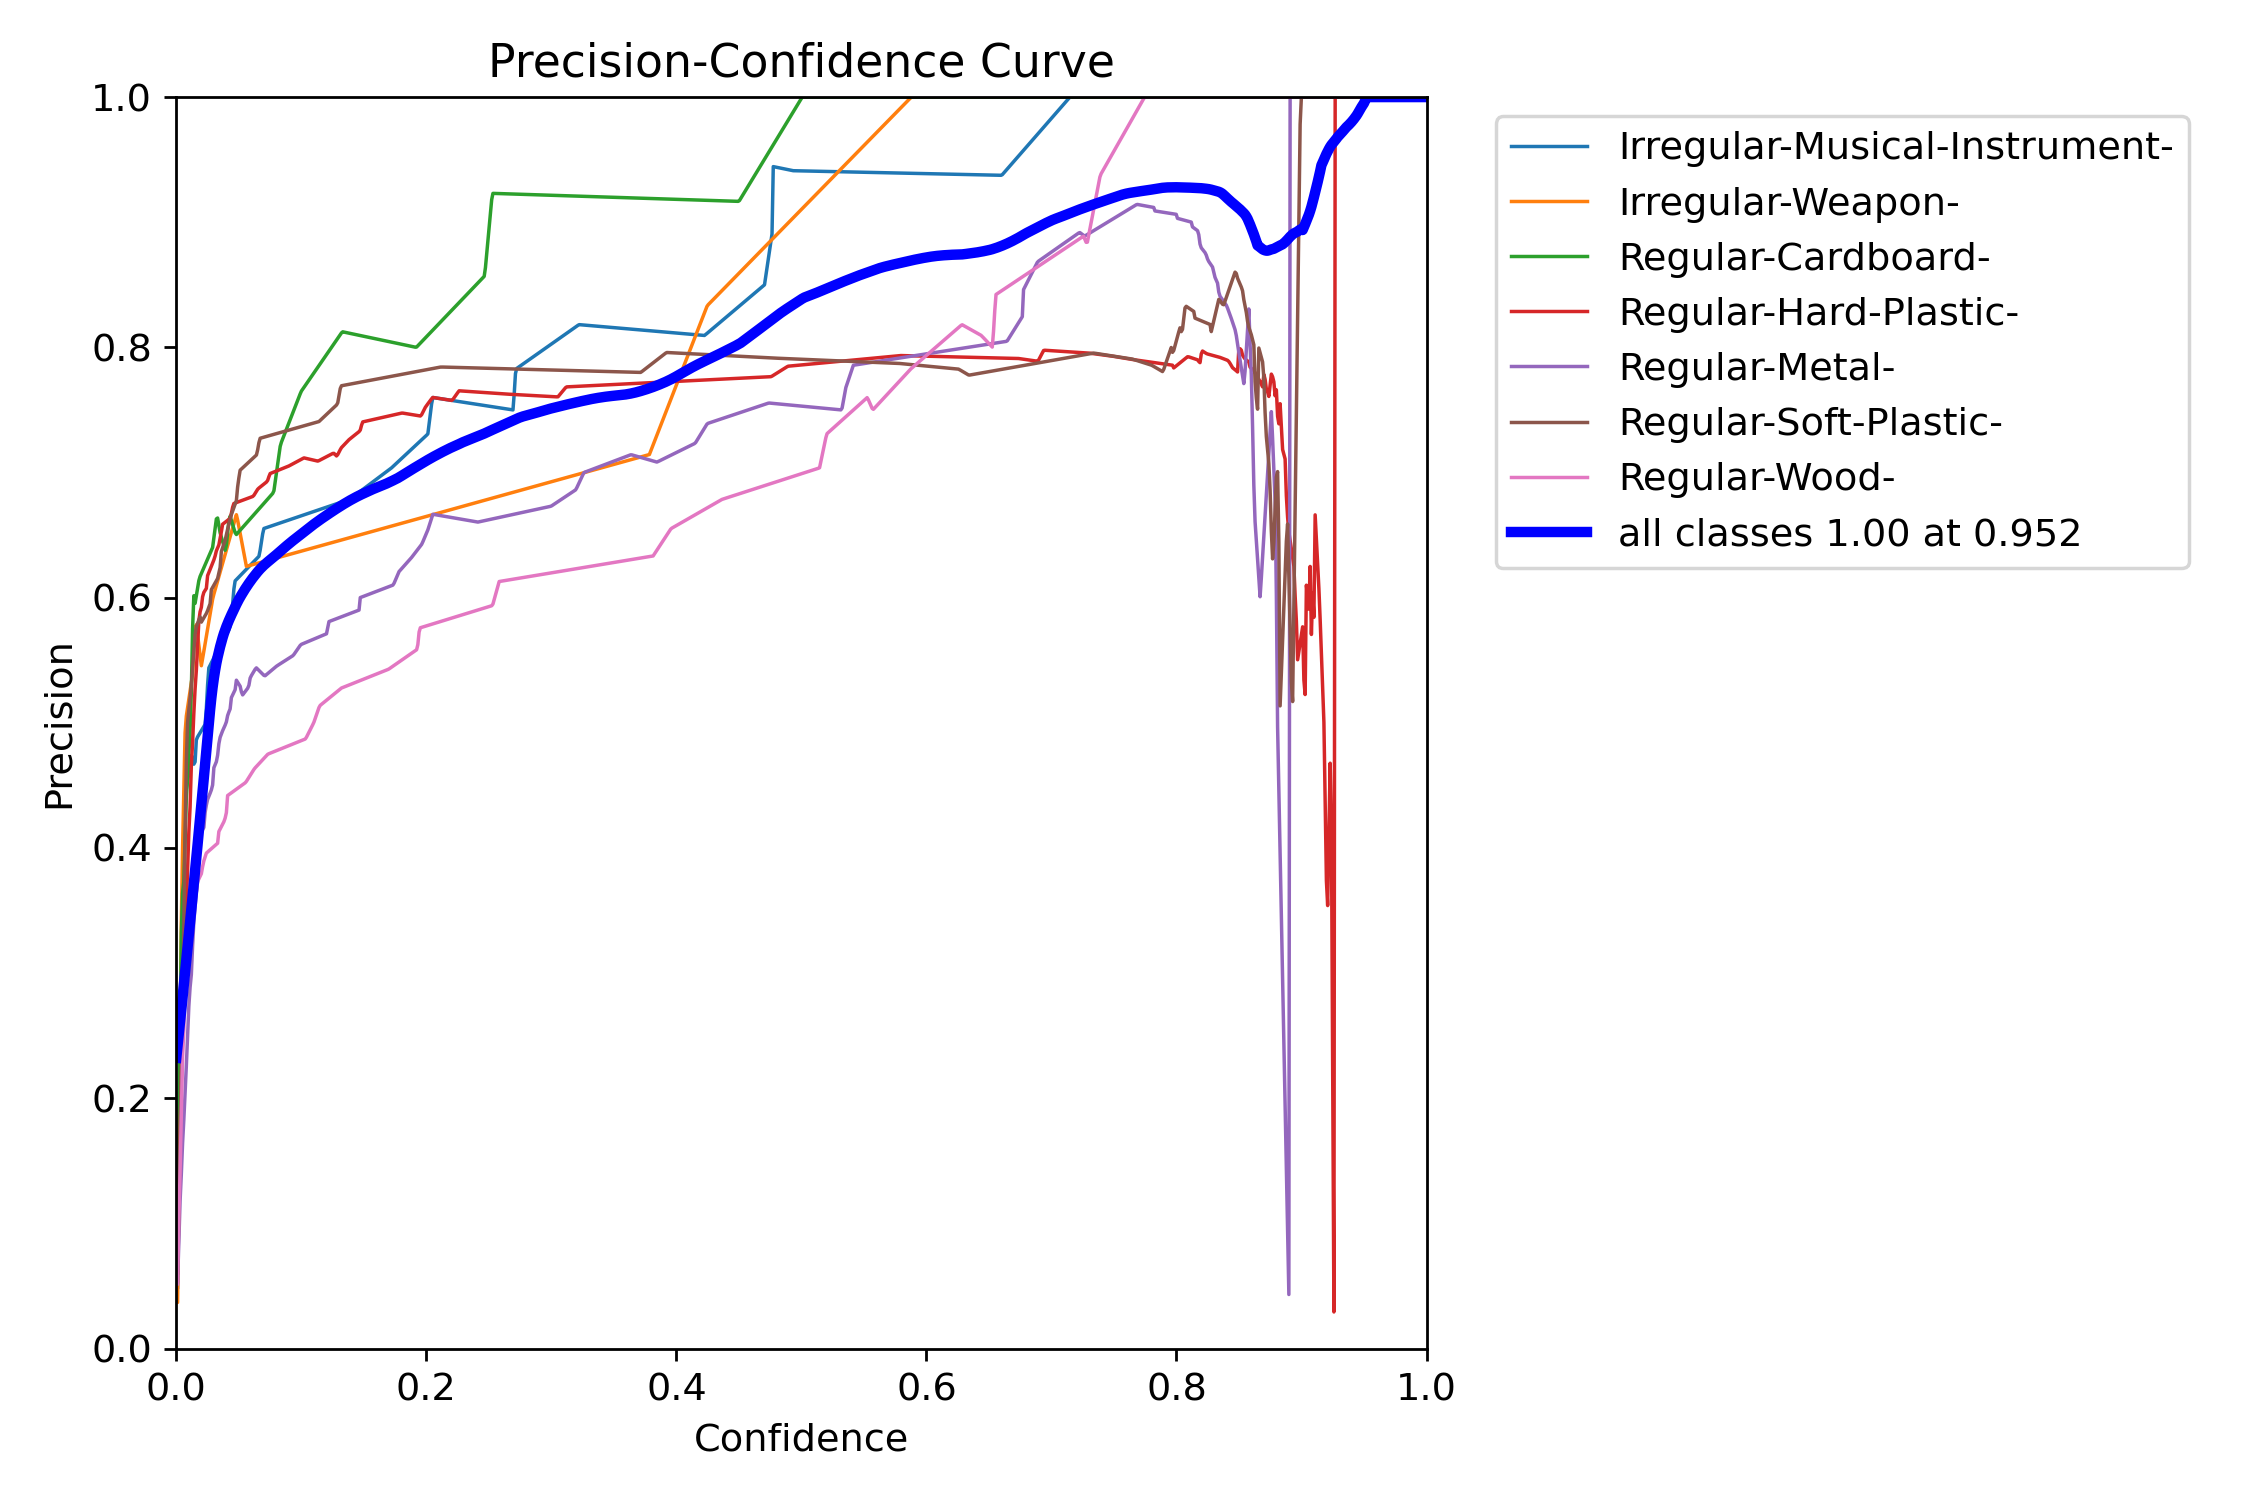 Precision-Confidence Curve
1.0
0.8
0.6
0.4
0.2
0.0
Precision
0.0 0.2 0.4 0.6 0.8 1.0
Confidence
Irregular-Musical-Instrument-
Irregular-Weapon-
Regular-Cardboard-
Regular-Hard-Plastic-
Regular-Metal-
Regular-Soft-Plastic-
Regular-Wood-
all classes 1.00 at 0.952